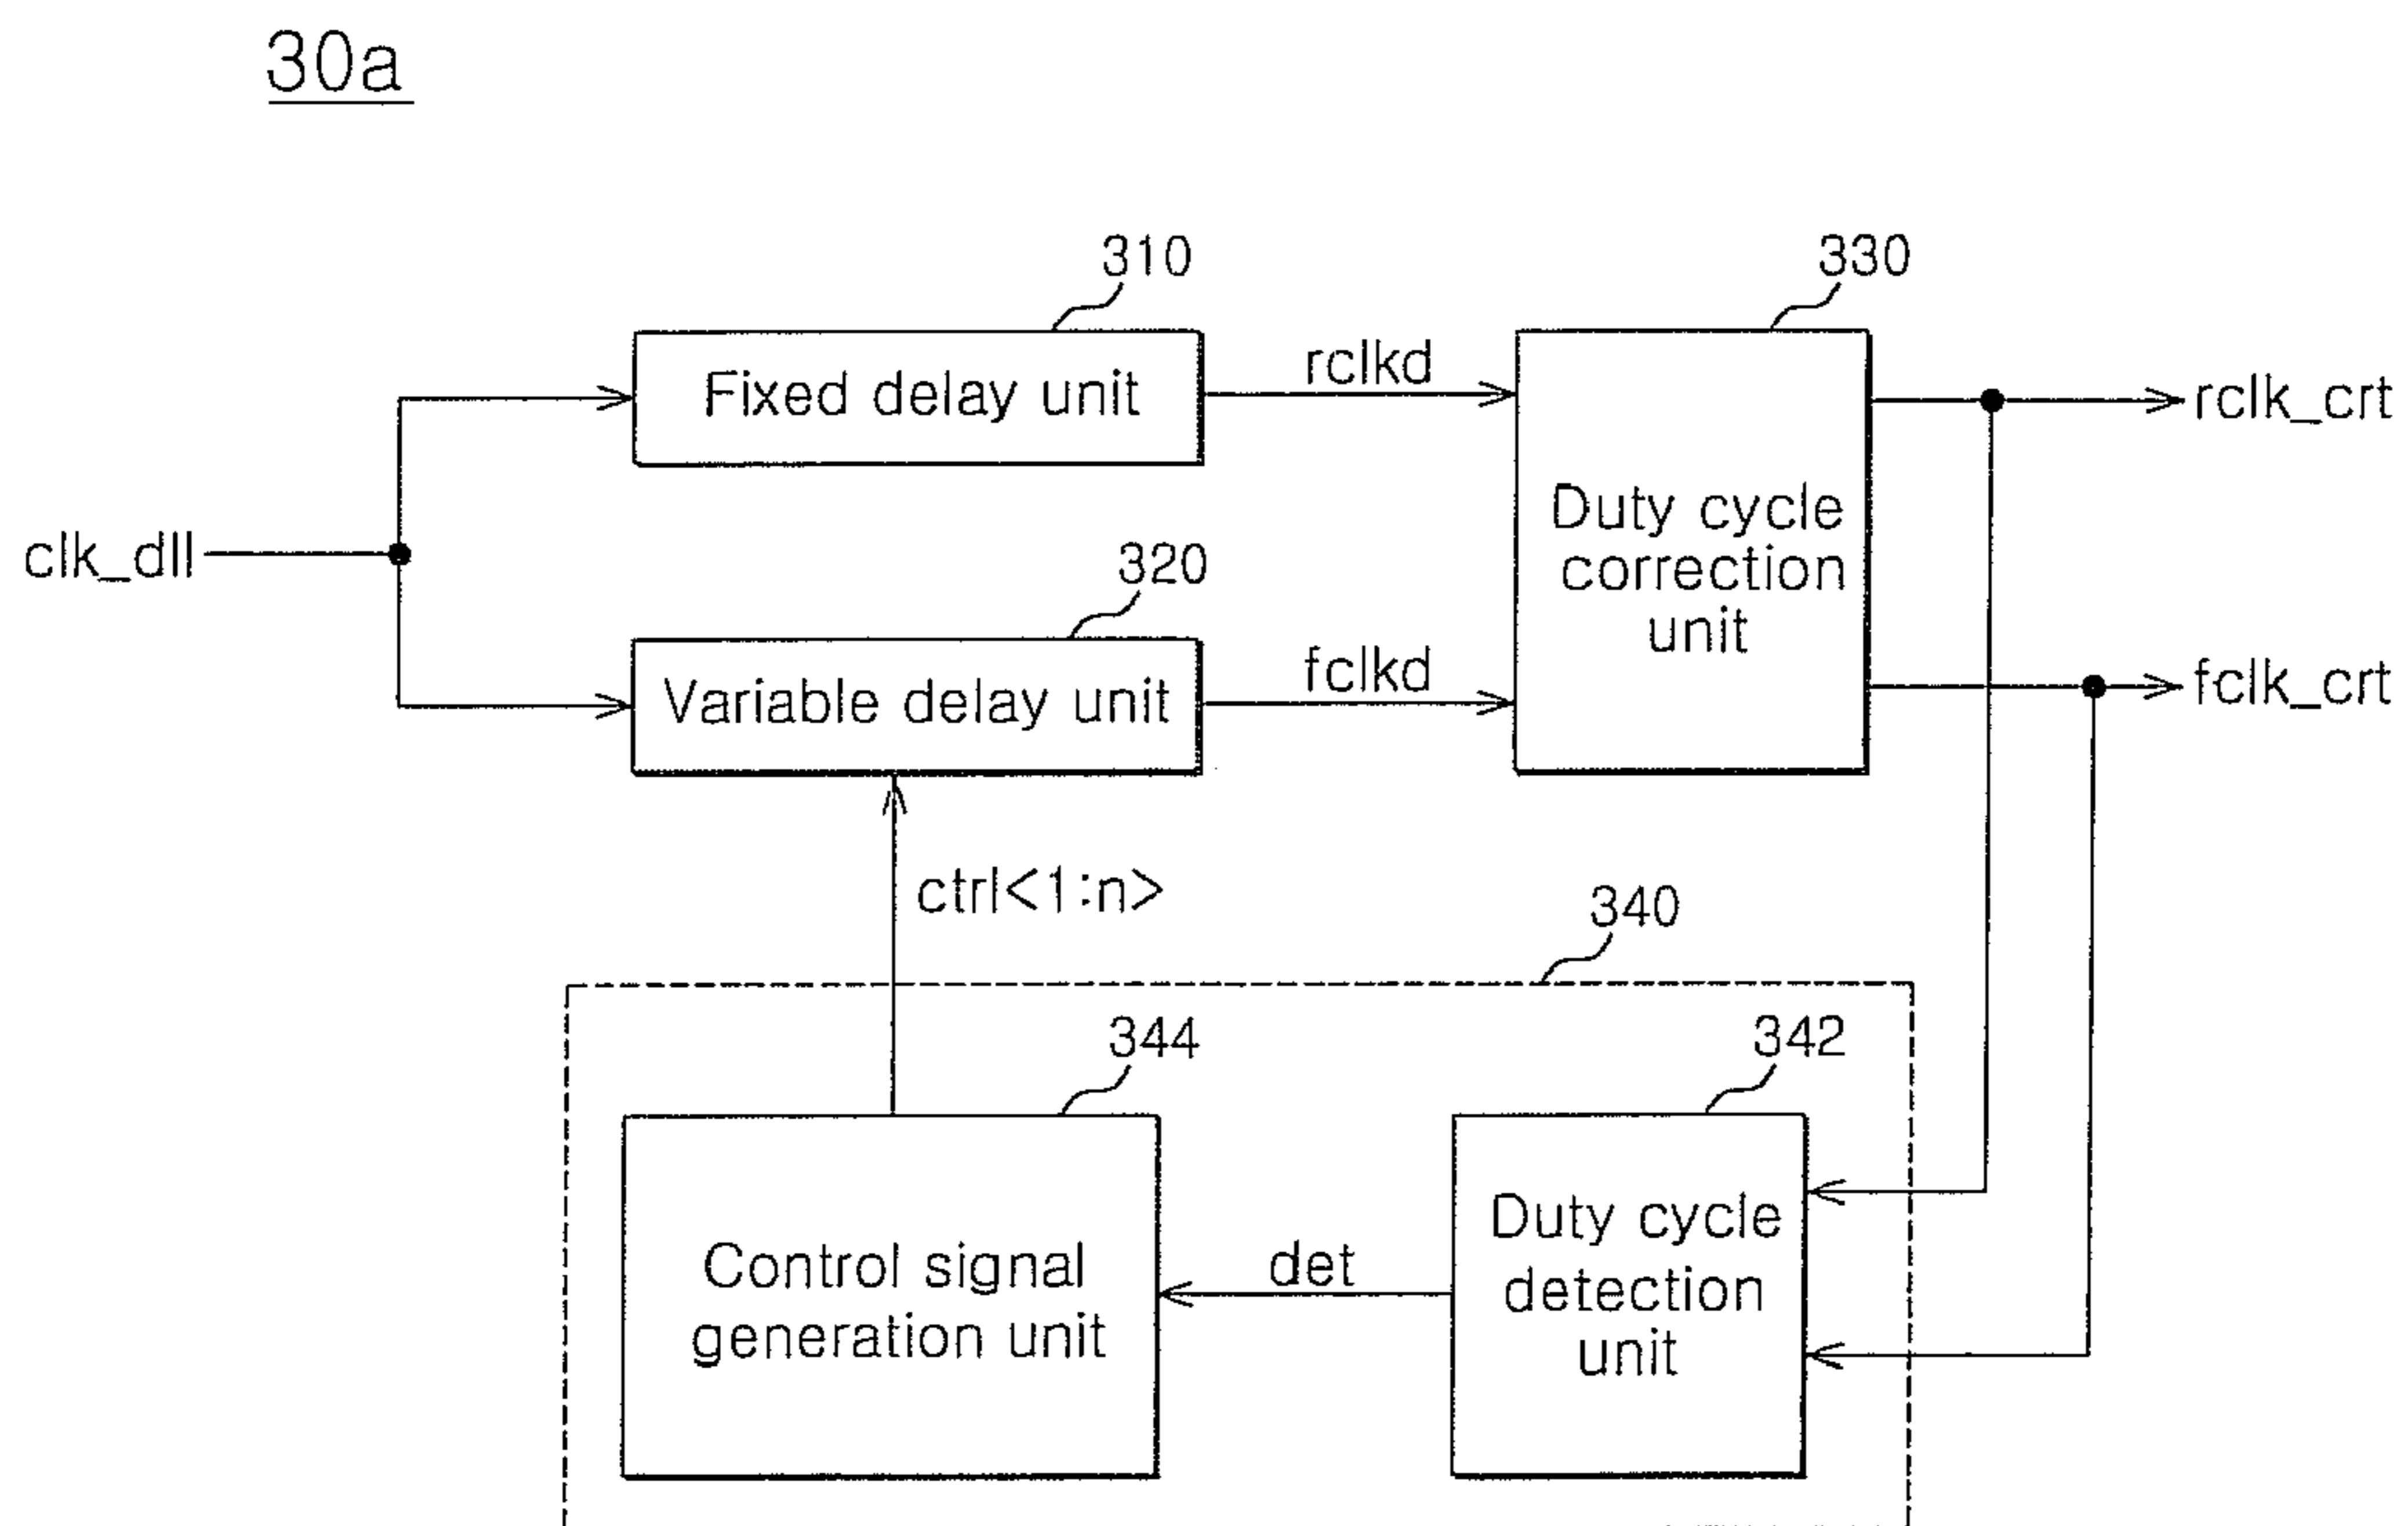 30a
310
330
Fixed delay unit
rclkd
rclk_crt
Duty cycle
correction
unit
clk_dll
320
Variable delay unit
fclkd
fclk_crt
ctrl<1:n>
340
344
342
Control signal
generation unit
det
Duty cycle
detection
unit